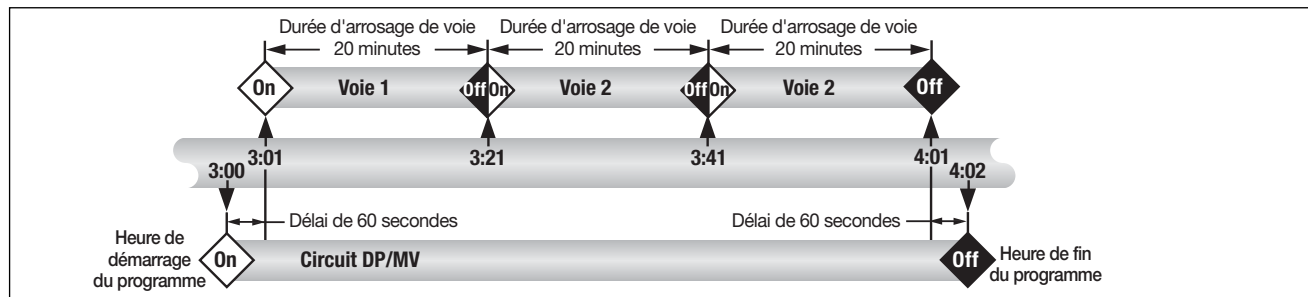 Durée d'arrosage de voie Durée d'arrosage de voie Durée d'arrosage de voie
20 minutes 20 minutes 20 minutes
On Voie 1 Off On Voie 2 Off On Voie 2 Off
3:01 3:21 3:41 4:01
3:00 4:02
Délai de 60 secondes Délai de 60 secondes
Heure de
démarrage
du programme
On Circuit DP/MV Off
Heure de fin
du programme